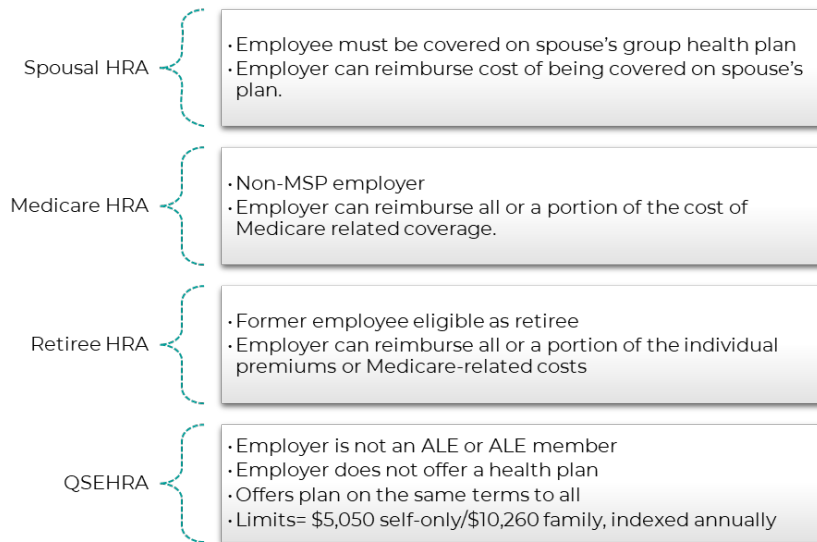 Spousal HRA
· Employee must be covered on spouse's group health plan
· Employer can reimburse cost of being covered on spouse's
plan.
Medicare HRA
· Non-MSP employer
· Employer can reimburse all or a portion of the cost of
Medicare related coverage.
Retiree HRA
· Former employee eligible as retiree
· Employer can reimburse all or a portion of the individual
premiums or Medicare-related costs
QSEHRA
· Employer is not an ALE or ALE member
· Employer does not offer a health plan
· Offers plan on the same terms to all
· Limits= $5,050 self-only/$10,260 family, indexed annually